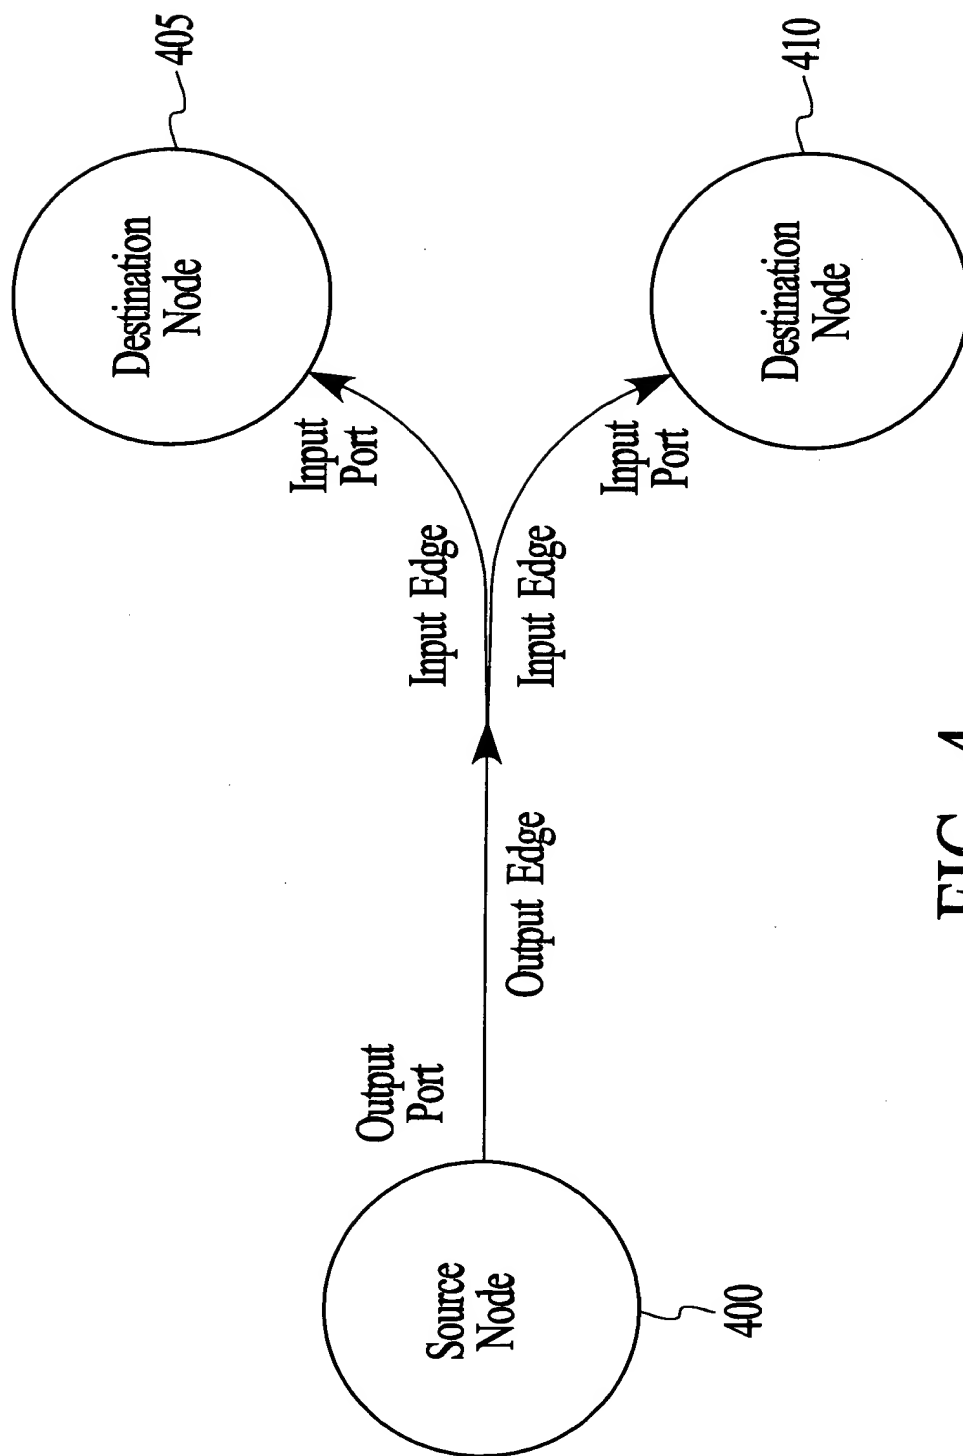 405
Destination
Node
Input
Port
Input Edge
Output
Port
Output Edge
Source
Node
400
Input Edge
Input
Port
Destination
Node
410
FIG. 4